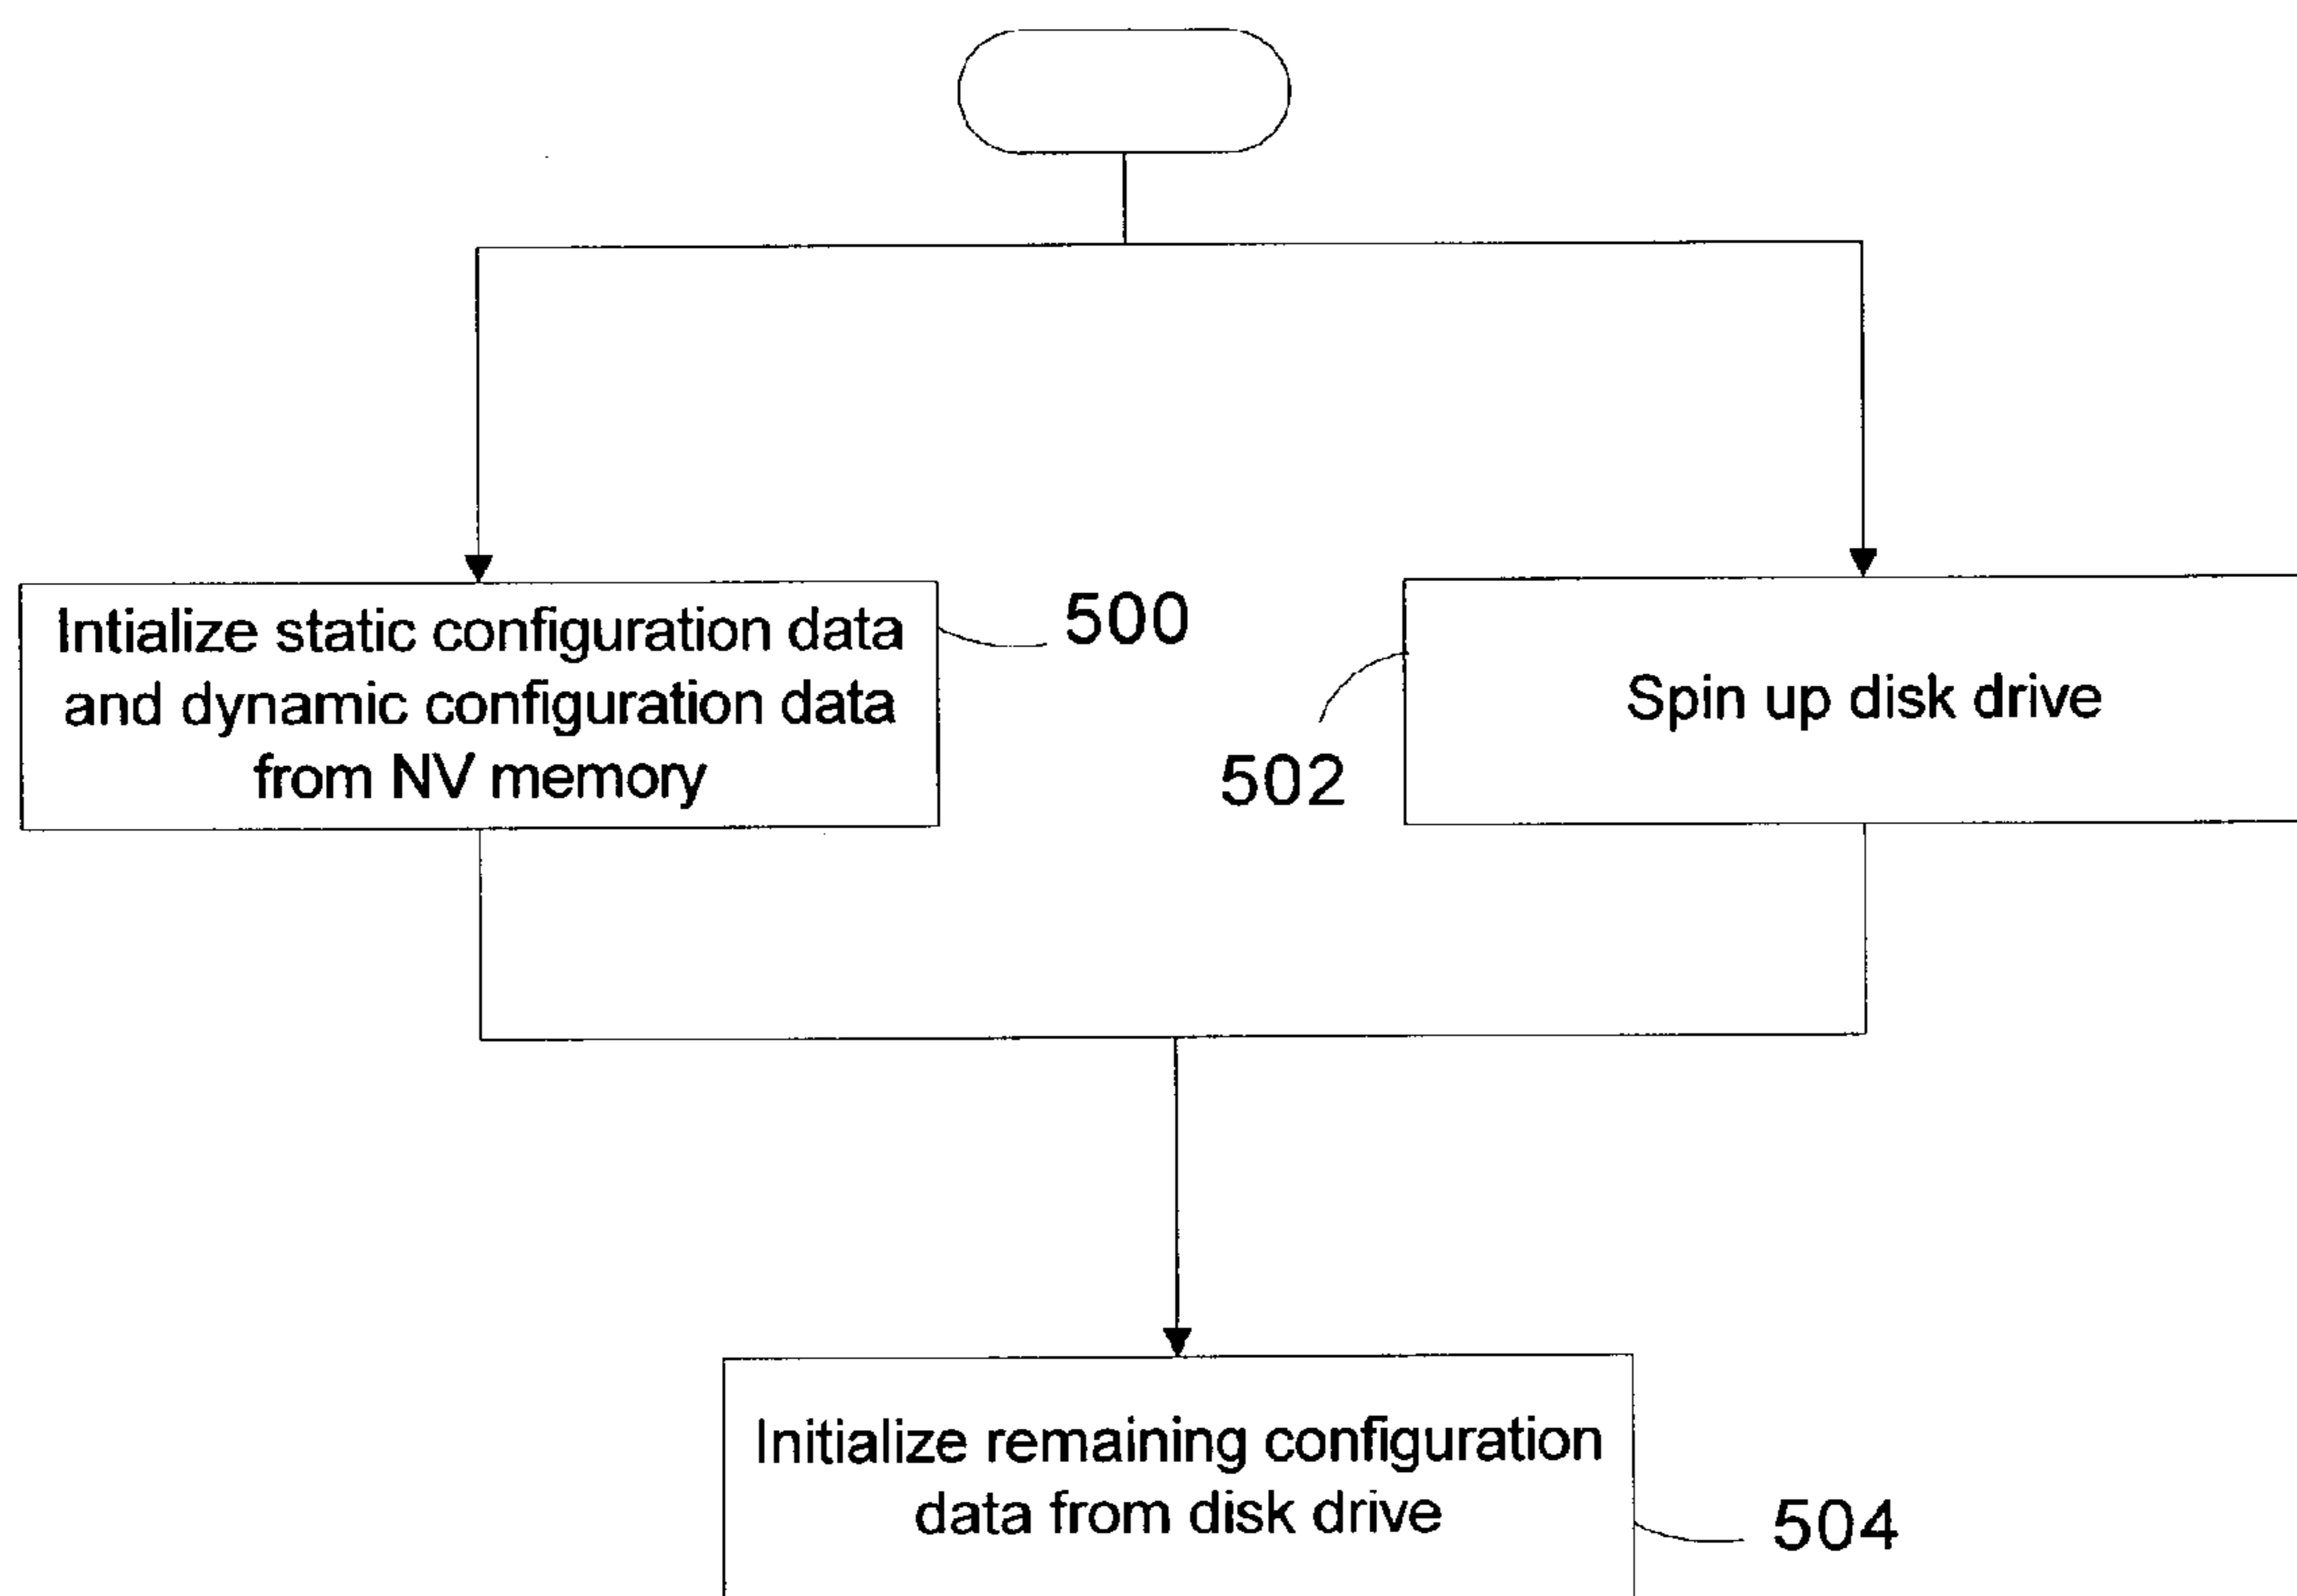 Intialize static configuration data
and dynamic configuration data
from NV memory
500
502
Spin up disk drive
Initialize remaining configuration
data from disk drive
504